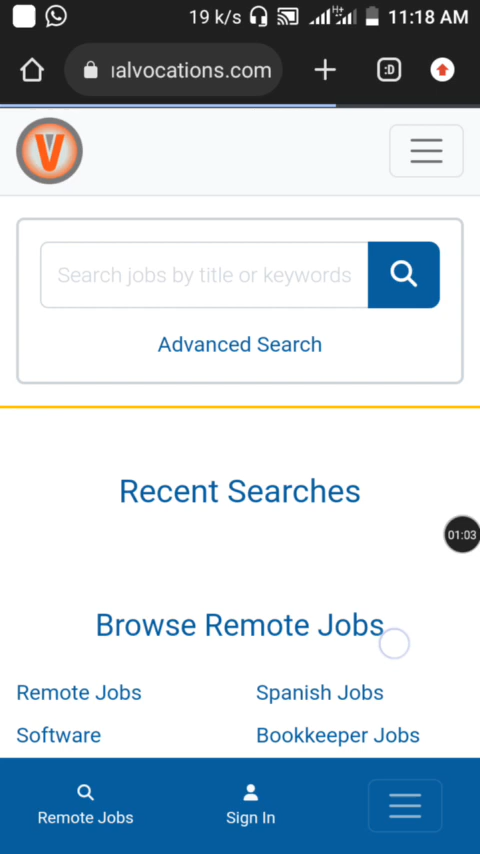 19 k/s H+ 11:18 AM
ıalvocations.com :D
V
Search jobs by title or keywords
Advanced Search
Recent Searches
01:03
Browse Remote Jobs
Remote Jobs Spanish Jobs
Software Bookkeeper Jobs
Remote Jobs Sign In